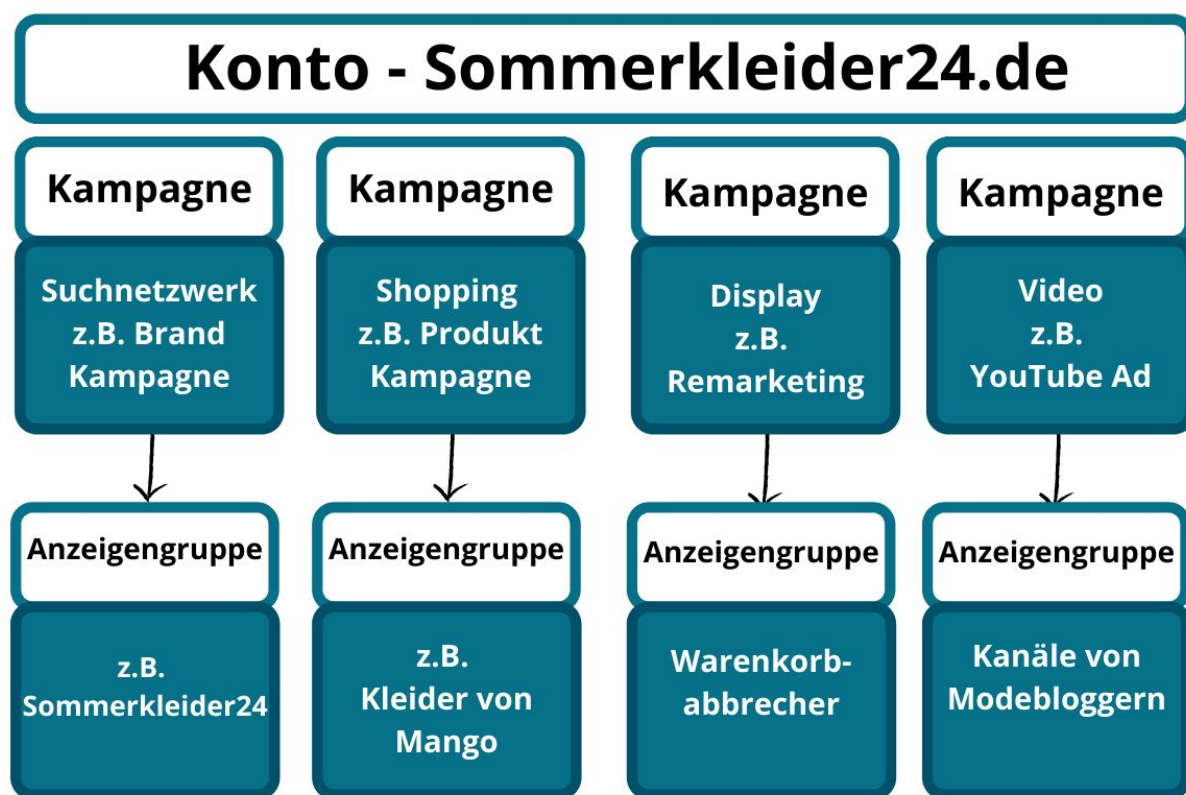 Konto - Sommerkleider24.de
Kampagne
Suchnetzwerk
z.B. Brand
Kampagne
Kampagne
Shopping
z.B. Produkt
Kampagne
Kampagne
Display
z.B.
Remarketing
Kampagne
Video
z.B.
YouTube Ad
Anzeigengruppe
z.B.
Sommerkleider24
Anzeigengruppe
z.B.
Kleider von
Mango
Anzeigengruppe
Warenkorb-
abbrecher
Anzeigengruppe
Kanäle von
Modebloggern